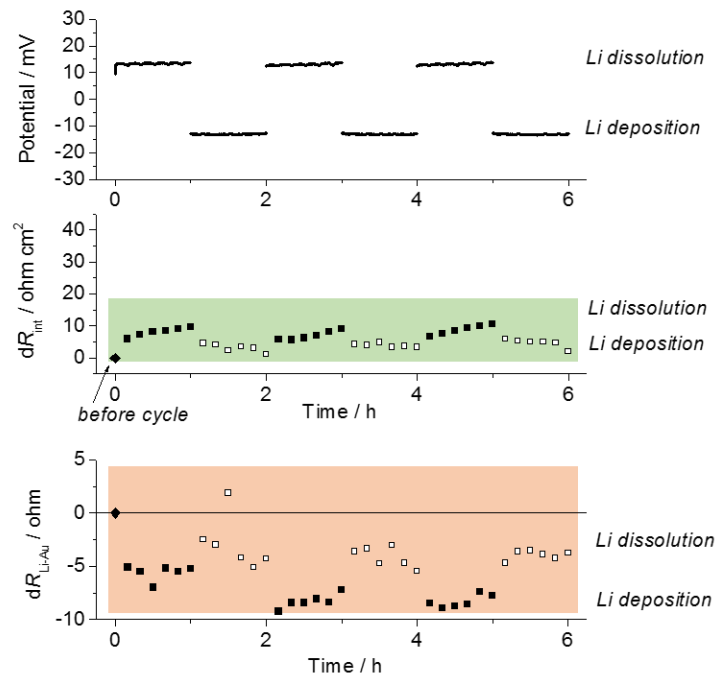 30
20
10
0
-10
-20
-30
Potential / mV
Li dissolution
Li deposition
0 2 4 6
40
30
20
10
0
dRint / ohm cm2
Li dissolution
Li deposition
0 2 4 6
before cycle
Time / h
5
0
-5
-10
dRLi-Au / ohm
Li dissolution
Li deposition
0 2 4 6
Time / h